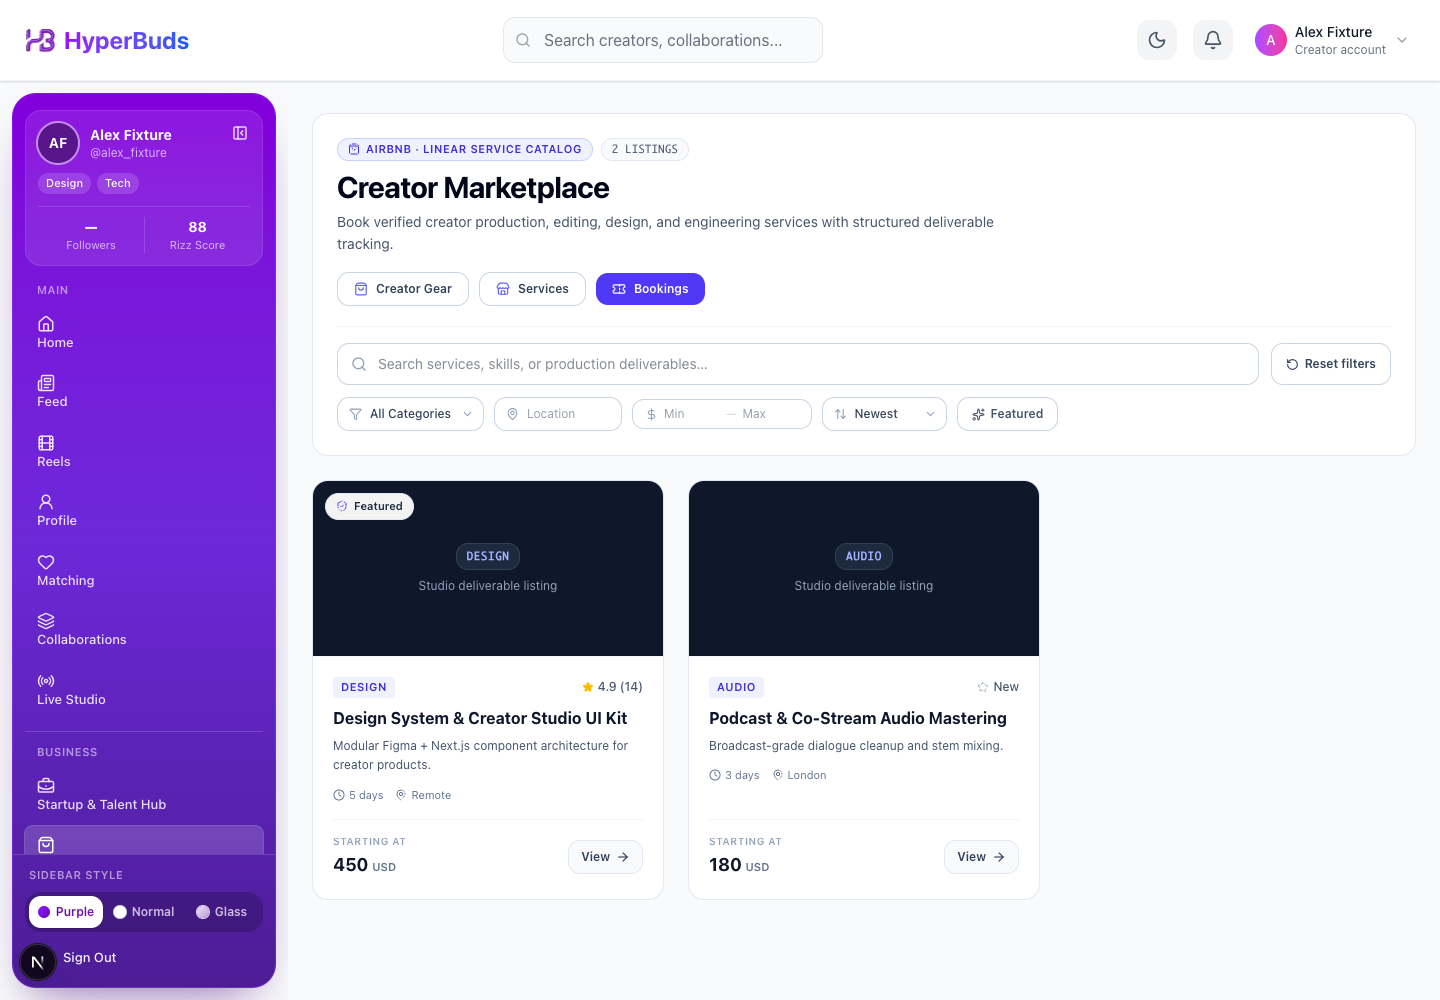 HyperBuds
Search creators, collaborations...
A
Alex Fixture
Creator account
AF
Alex Fixture
@alex_fixture
Design
Tech
—
Followers
88
Rizz Score
MAIN
Home
Feed
Reels
Profile
Matching
Collaborations
Live Studio
BUSINESS
Startup & Talent Hub
SIDEBAR STYLE
Purple
Normal
Glass
N
Sign Out
AIRBNB · LINEAR SERVICE CATALOG
2 LISTINGS
Creator Marketplace
Book verified creator production, editing, design, and engineering services with structured deliverable
tracking.
Creator Gear
Services
Bookings
Search services, skills, or production deliverables...
Reset filters
All Categories
Location
$ Min — Max
Newest
Featured
Featured
DESIGN
Studio deliverable listing
DESIGN
4.9 (14)
Design System & Creator Studio UI Kit
Modular Figma + Next.js component architecture for
creator products.
5 days
Remote
STARTING AT
450 USD
View
AUDIO
Studio deliverable listing
AUDIO
New
Podcast & Co-Stream Audio Mastering
Broadcast-grade dialogue cleanup and stem mixing.
3 days
London
STARTING AT
180 USD
View